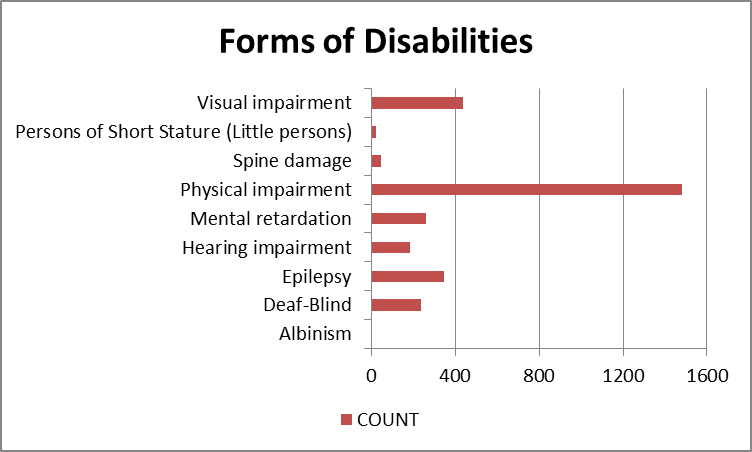 Forms of Disabilities
Visual impairment
Persons of Short Stature (Little persons)
Spine damage
Physical impairment
Mental retardation
Hearing impairment
Epilepsy
Deaf-Blind
Albinism
0 400 800 1200 1600
COUNT